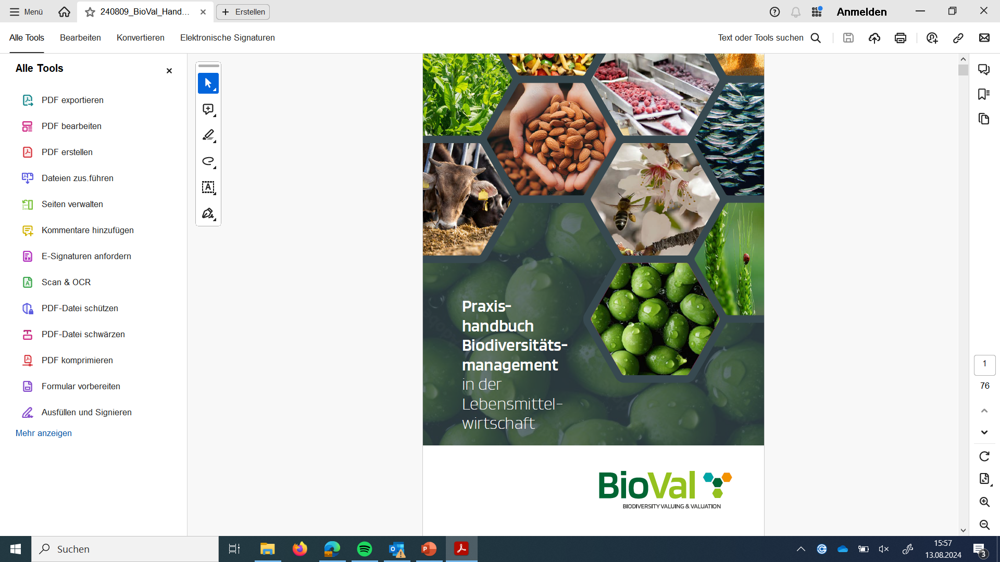 Menü
240809_BioVal_Hand...
Erstellen
Anmelden
Alle Tools
Bearbeiten
Konvertieren
Elektronische Signaturen
Text oder Tools suchen
Alle Tools
PDF exportieren
PDF bearbeiten
PDF erstellen
Dateien zus.führen
Seiten verwalten
Kommentare hinzufügen
E-Signaturen anfordern
Scan & OCR
PDF-Datei schützen
PDF-Datei schwärzen
PDF komprimieren
Formular vorbereiten
Ausfüllen und Signieren
Mehr anzeigen
Praxis-
handbuch
Biodiversitäts-
management
in der
Lebensmittel-
wirtschaft
BioVal
BIODIVERSITY VALUING & VALUATION
1
76
Suchen
15:57
13.08.2024
3